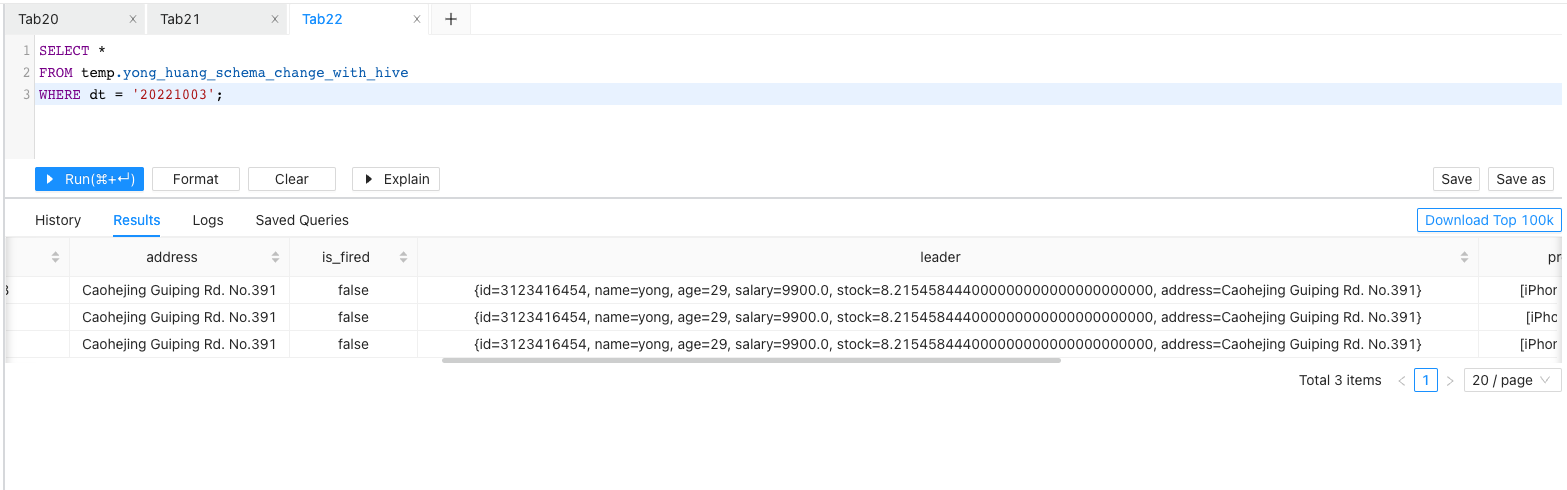 Tab20 x Tab21 x Tab22 x +
1 SELECT *
2 FROM temp.yong_huang_schema_change_with_hive
3 WHERE dt = '20221003';
Run(⌘+↵) Format Clear Explain Save Save as
History Results Logs Saved Queries Download Top 100k
address is_fired leader pr
Caohejing Guiping Rd. No.391 false {id=3123416454, name=yong, age=29, salary=9900.0, stock=8.2154584440000000000000000000000, address=Caohejing Guiping Rd. No.391} [iPhor
Caohejing Guiping Rd. No.391 false {id=3123416454, name=yong, age=29, salary=9900.0, stock=8.2154584440000000000000000000000, address=Caohejing Guiping Rd. No.391} [iPho
Caohejing Guiping Rd. No.391 false {id=3123416454, name=yong, age=29, salary=9900.0, stock=8.2154584440000000000000000000000, address=Caohejing Guiping Rd. No.391} [iPhor
Total 3 items < 1 > 20 / page